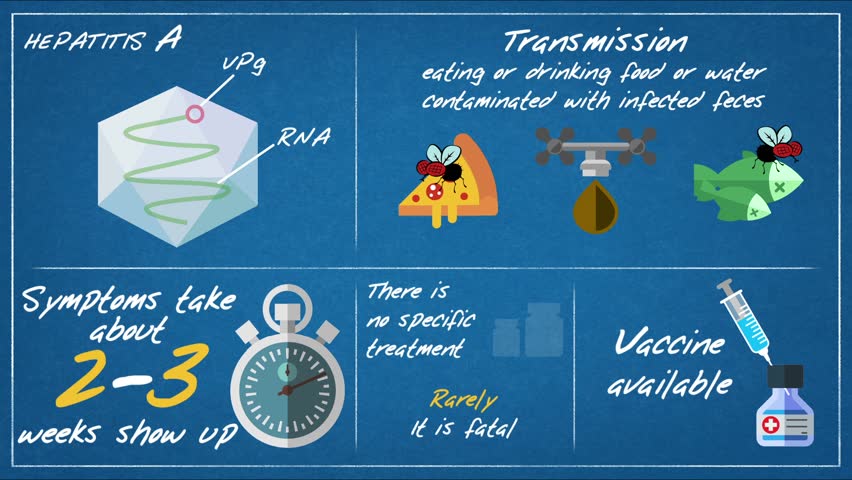 HEPATITIS A
vPg
RNA
Transmission
eating or drinking food or water
contaminated with infected feces
Symptoms take
about
2-3
weeks show up
There is
no specific
treatment
Rarely
It is fatal
Vaccine
available